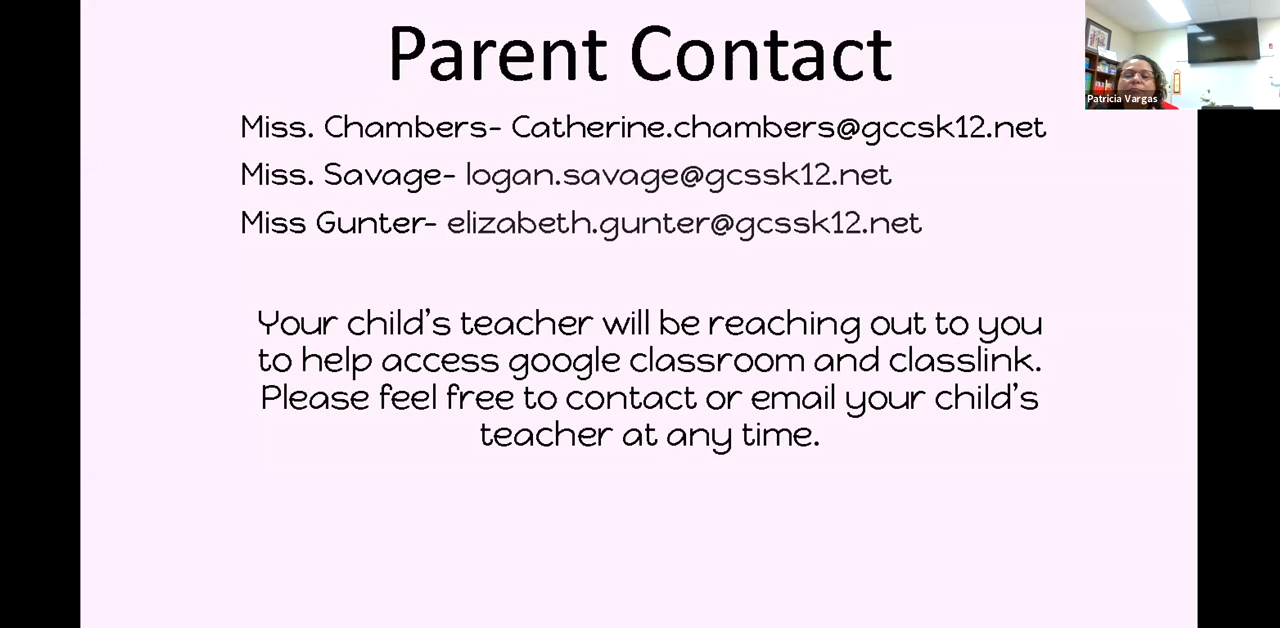 Parent Contact
Patricia Vargas
Miss. Chambers- Catherine.chambers@gccsk12.net
Miss. Savage- logan.savage@gcssk12.net
Miss Gunter- elizabeth.gunter@gcssk12.net
Your child's teacher will be reaching out to you
to help access google classroom and classlink.
Please feel free to contact or email your child's
teacher at any time.